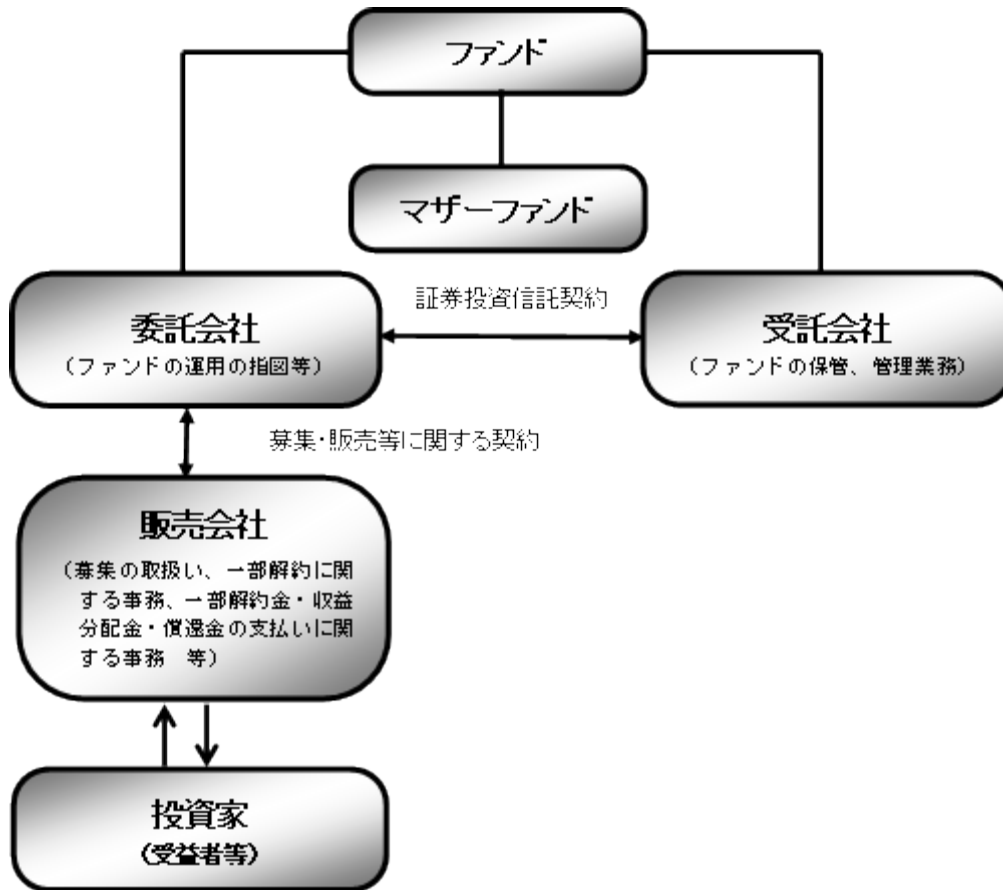 ファンド
マザーファンド
証券投資信託契約
委託会社
（ファンドの運用の指図等）
受託会社
（ファンドの保管、管理業務）
募集・販売等に関する契約
販売会社
（募集の取扱い、一部解約に関
する事務、一部解約金・収益
分配金・償還金の支払いに関
する事務　等）
投資家
（受益者等）